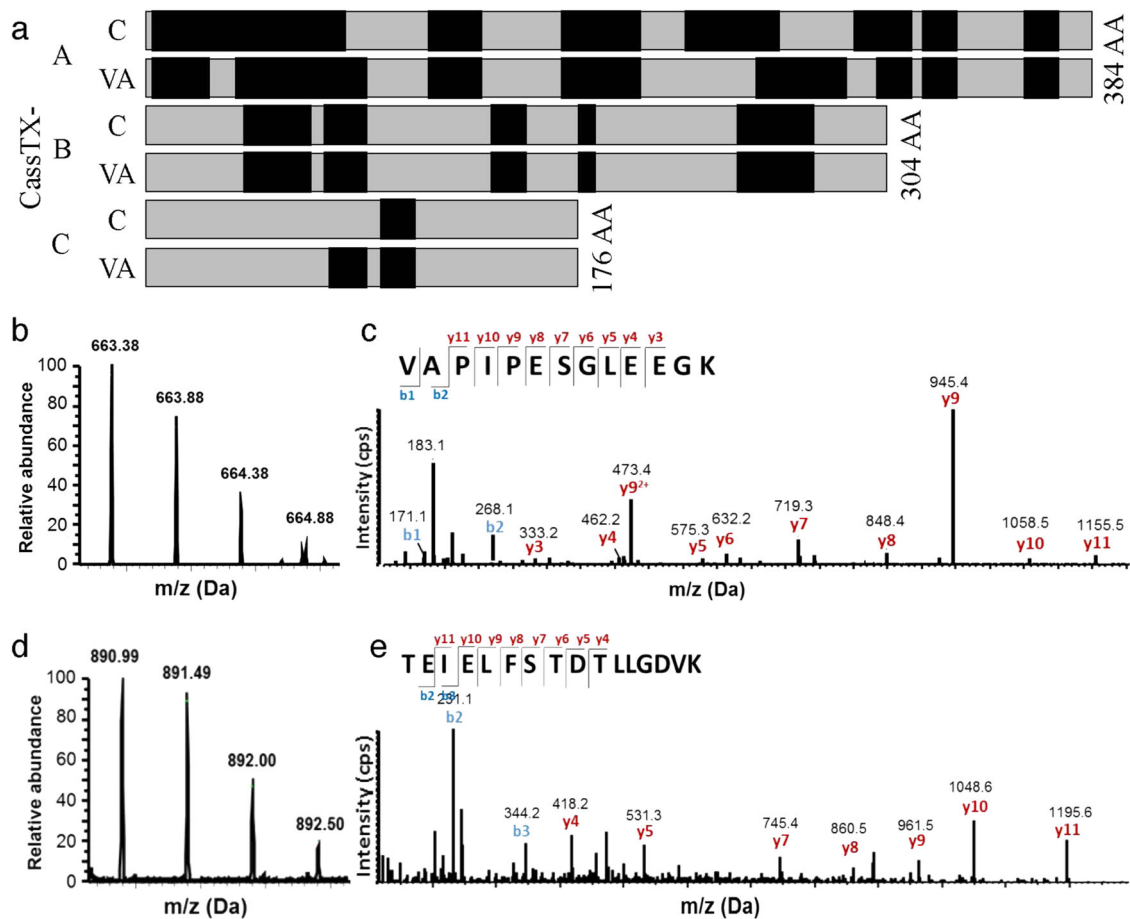 a
CassTX-
A
C
VA
384 AA
B
C
VA
304 AA
C
C
VA
176 AA
b
Relative abundance
100
80
60
40
20
0
663.38
663.88
664.38
664.88
m/z (Da)
c
y11 y10 y9 y8 y7 y6 y5 y4 y3
V A P I P E S G L E E G K
b1 b2
Intensity (cps)
171.1
b1
183.1
268.1
b2
333.2
y3
462.2
y4
473.4
y9²⁺
575.3
y5
632.2
y6
719.3
y7
848.4
y8
945.4
y9
1058.5
y10
1155.5
y11
m/z (Da)
d
Relative abundance
100
80
60
40
20
0
890.99
891.49
892.00
892.50
m/z (Da)
e
y11 y10 y9 y8 y7 y6 y5 y4
T E I E L F S T D T L L G D V K
b2 b3
Intensity (cps)
231.1
b2
344.2
b3
418.2
y4
531.3
y5
745.4
y7
860.5
y8
961.5
y9
1048.6
y10
1195.6
y11
m/z (Da)